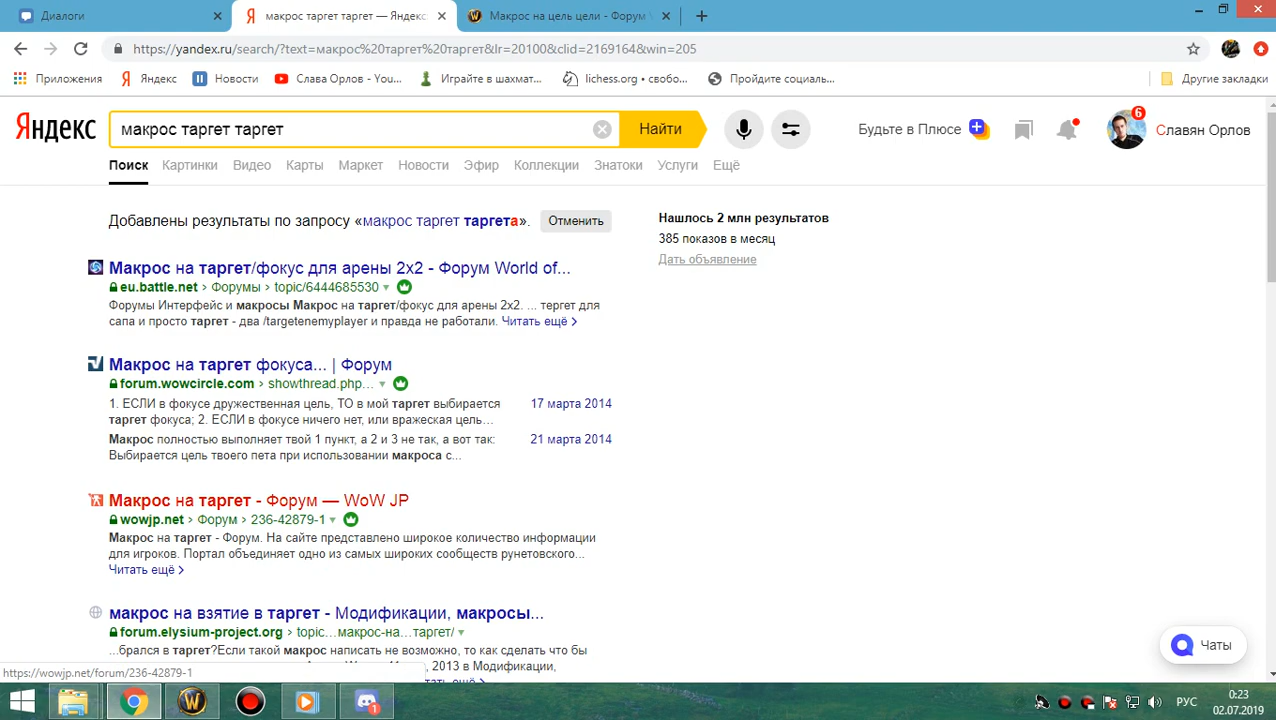 Диалоги
макрос таргет таргет — Яндекс
Макрос на цель цели - Форум
https://yandex.ru/search/?text=макрос%20таргет%20таргет&lr=20100&clid=2169164&win=205
Приложения
Яндекс
Новости
Слава Орлов - You...
Играйте в шахмат...
lichess.org • свобо...
Пройдите социаль...
Другие закладки
Яндекс
макрос таргет таргет
Найти
Будьте в Плюсе
6
Славян Орлов
Поиск Картинки Видео Карты Маркет Новости Эфир Коллекции Знатоки Услуги Ещё
Добавлены результаты по запросу «макрос таргет таргета».
Отменить
Нашлось 2 млн результатов
385 показов в месяц
Дать объявление
Макрос на таргет/фокус для арены 2x2 - Форум World of...
eu.battle.net › Форумы › topic/6444685530
Форумы Интерфейс и макросы Макрос на таргет/фокус для арены 2x2. ... тергет для
сапа и просто таргет - два /targetenemyplayer и правда не работали. Читать ещё ›
Макрос на таргет фокуса... | Форум
forum.wowcircle.com › showthread.php...
1. ЕСЛИ в фокусе дружественная цель, ТО в мой таргет выбирается
таргет фокуса; 2. ЕСЛИ в фокусе ничего нет, или вражеская цель...
17 марта 2014
Макрос полностью выполняет твой 1 пункт, а 2 и 3 не так, а вот так:
Выбирается цель твоего пета при использовании макроса с...
21 марта 2014
Макрос на таргет - Форум — WoW JP
wowjp.net › Форум › 236-42879-1
Макрос на таргет - Форум. На сайте представлено широкое количество информации
для игроков. Портал объединяет одно из самых широких сообществ рунетовского...
Читать ещё ›
макрос на взятие в таргет - Модификации, макросы...
forum.elysium-project.org › topic...макрос-на...таргет/
...брался в таргет?Если такой макрос написать не возможно, то как сделать что бы
, 2013 в Модификации,
Чаты
https://wowjp.net/forum/236-42879-1
1
РУС
0:23
02.07.2019